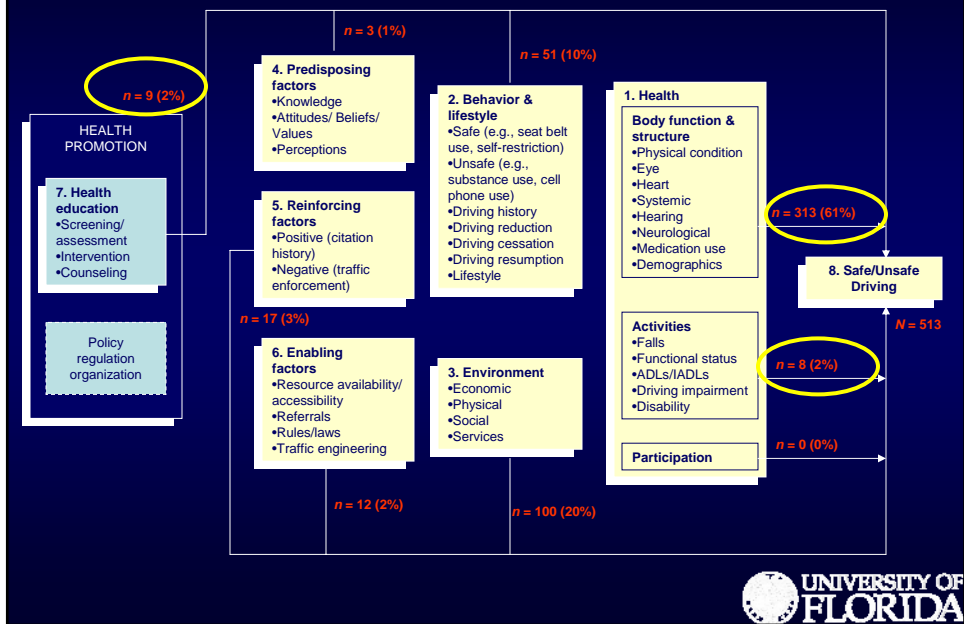 n = 3 (1%)
n = 51 (10%)
n = 9 (2%)
HEALTH
PROMOTION
7. Health
education
•Screening/
assessment
•Intervention
•Counseling
Policy
regulation
organization
4. Predisposing
factors
•Knowledge
•Attitudes/ Beliefs/
Values
•Perceptions
5. Reinforcing
factors
•Positive (citation
history)
•Negative (traffic
enforcement)
n = 17 (3%)
6. Enabling
factors
•Resource availability/
accessibility
•Referrals
•Rules/laws
•Traffic engineering
n = 12 (2%)
2. Behavior &
lifestyle
•Safe (e.g., seat belt
use, self-restriction)
•Unsafe (e.g.,
substance use, cell
phone use)
•Driving history
•Driving reduction
•Driving cessation
•Driving resumption
•Lifestyle
3. Environment
•Economic
•Physical
•Social
•Services
n = 100 (20%)
1. Health
Body function &
structure
•Physical condition
•Eye
•Heart
•Systemic
•Hearing
•Neurological
•Medication use
•Demographics
n = 313 (61%)
Activities
•Falls
•Functional status
•ADLs/IADLs
•Driving impairment
•Disability
n = 8 (2%)
Participation
n = 0 (0%)
8. Safe/Unsafe
Driving
N = 513
UNIVERSITY OF
FLORIDA